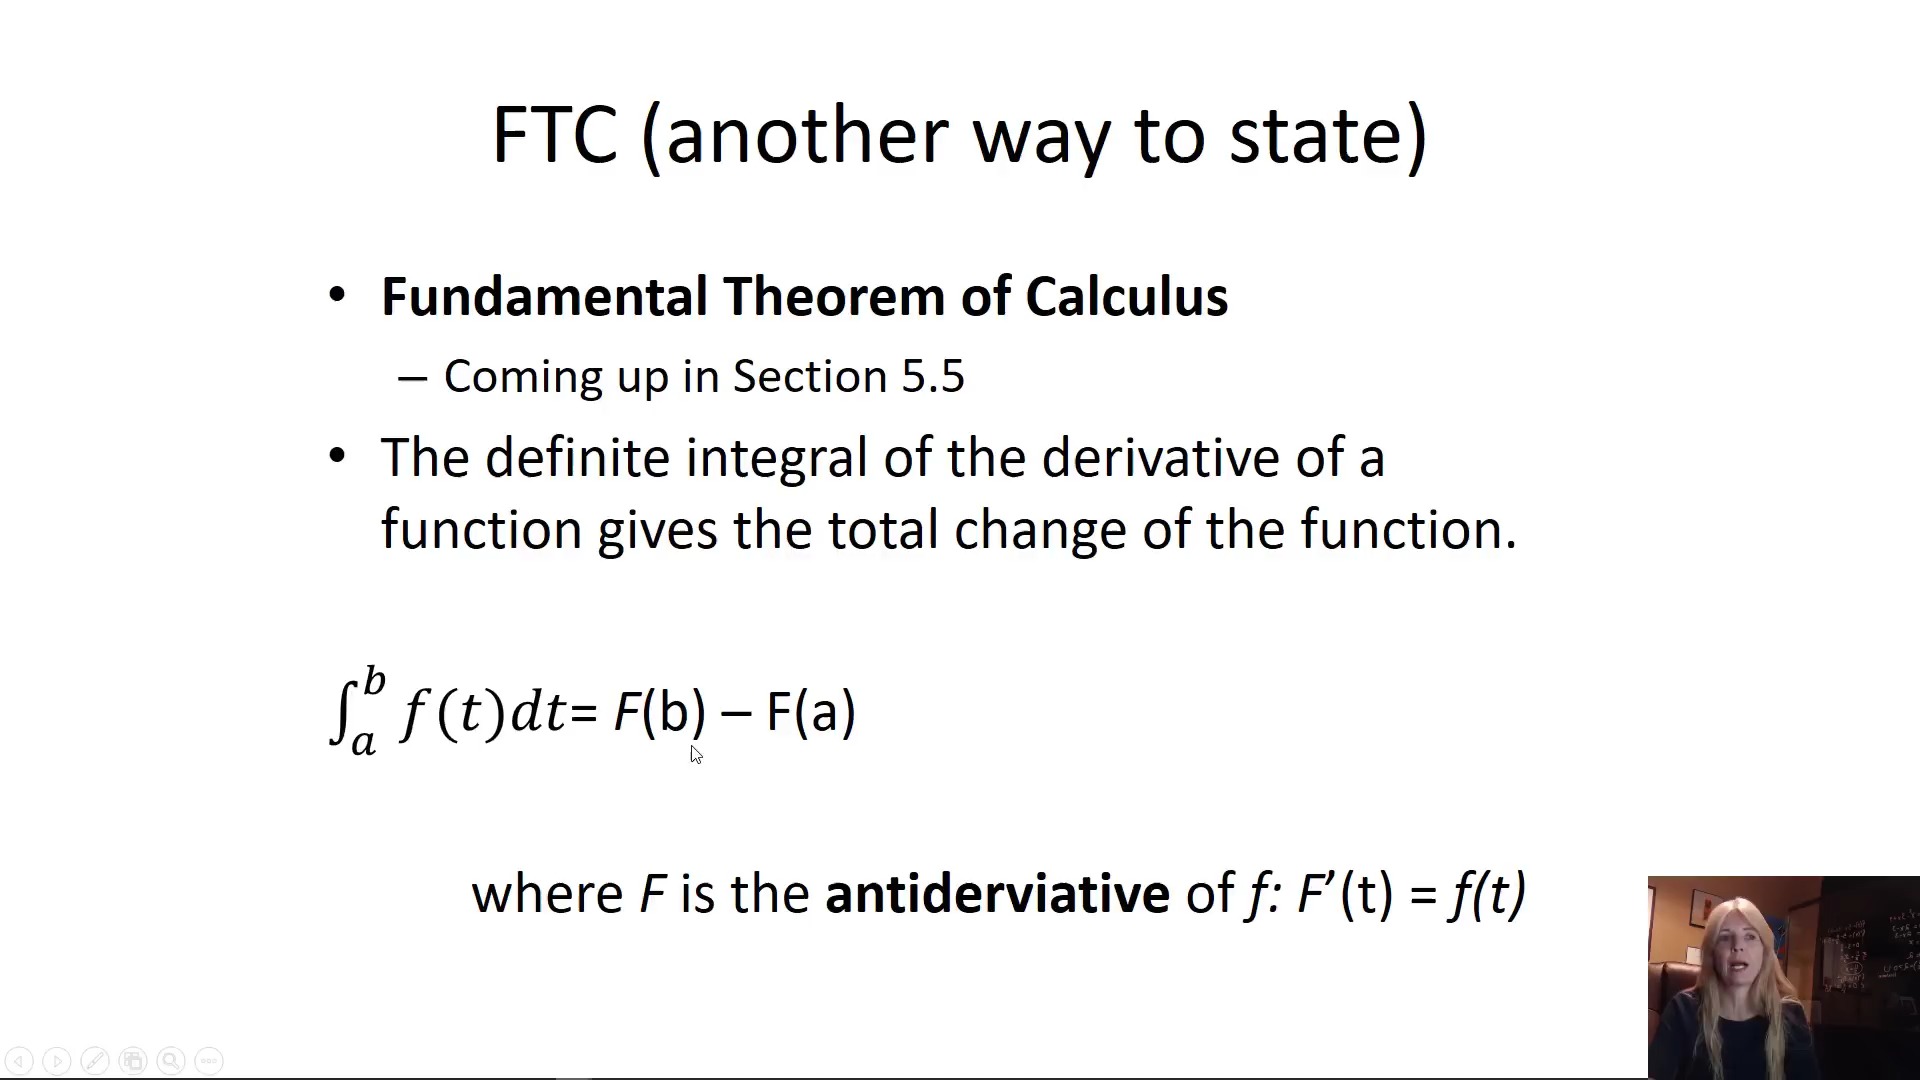 FTC (another way to state)
• Fundamental Theorem of Calculus
– Coming up in Section 5.5
• The definite integral of the derivative of a
function gives the total change of the function.
∫_a^b f(t)dt= F(b) – F(a)
where F is the antiderviative of f: F’(t) = f(t)